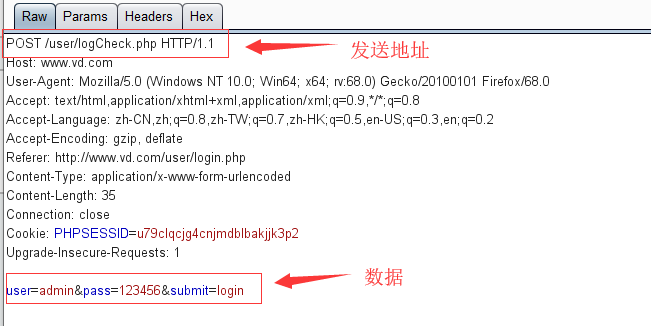 Raw Params Headers Hex
POST /user/logCheck.php HTTP/1.1
发送地址
Host: www.vd.com
User-Agent: Mozilla/5.0 (Windows NT 10.0; Win64; x64; rv:68.0) Gecko/20100101 Firefox/68.0
Accept: text/html,application/xhtml+xml,application/xml;q=0.9,*/*;q=0.8
Accept-Language: zh-CN,zh;q=0.8,zh-TW;q=0.7,zh-HK;q=0.5,en-US;q=0.3,en;q=0.2
Accept-Encoding: gzip, deflate
Referer: http://www.vd.com/user/login.php
Content-Type: application/x-www-form-urlencoded
Content-Length: 35
Connection: close
Cookie: PHPSESSID=u79clqcjg4cnjmdblbakjjk3p2
Upgrade-Insecure-Requests: 1
数据
user=admin&pass=123456&submit=login